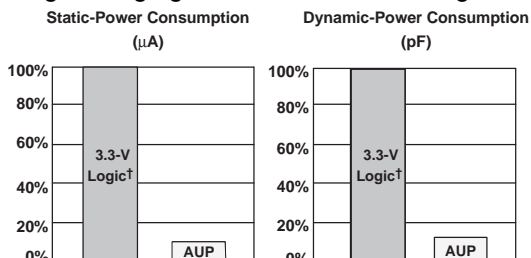 Static-Power Consumption
(μA)
100%
80%
60%
40%
20%
0%
3.3-V
Logic†
AUP
Dynamic-Power Consumption
(pF)
100%
80%
60%
40%
20%
0%
3.3-V
Logic†
AUP